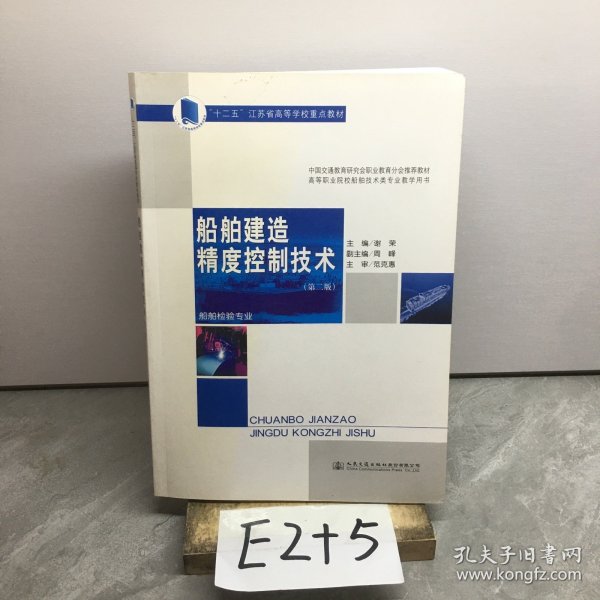 "十二五"江苏省高等学校重点教材
中国交通教育研究会职业教育分会推荐教材
高等职业院校船舶技术类专业教学用书
船舶建造
精度控制技术
(第二版)
主 编/谢 荣
副主编/周 峰
主 审/范克惠
船舶检验专业
CHUANBO JIANZAO
JINGDU KONGZHI JISHU
人民交通出版社股份有限公司
China Communications Press Co.,Ltd.
E2+5
孔夫子旧书网
www.kongfz.com